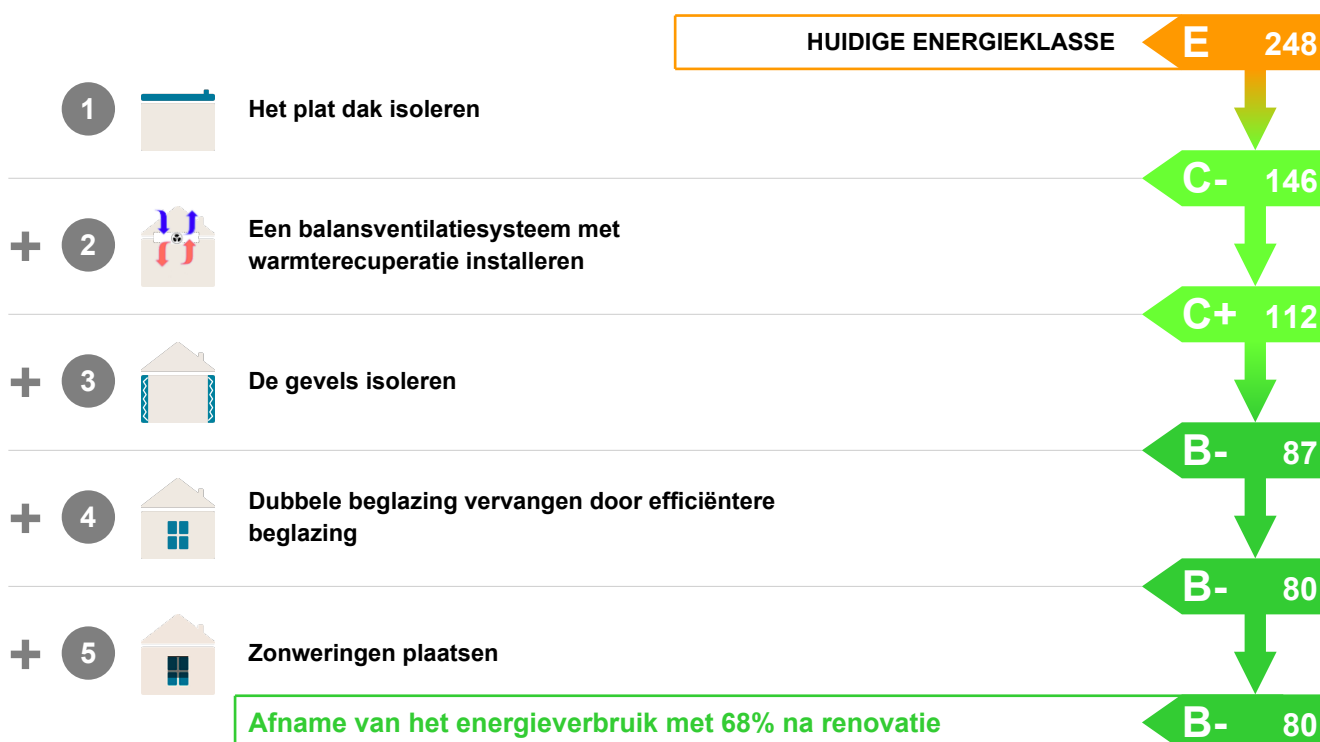 HUIDIGE ENERGIEKLASSE E 248
1 Het plat dak isoleren
C- 146
+ 2 Een balansventilatiesysteem met
warmterecuperatie installeren
C+ 112
+ 3 De gevels isoleren
B- 87
+ 4 Dubbele beglazing vervangen door efficiëntere
beglazing
B- 80
+ 5 Zonweringen plaatsen
Afname van het energieverbruik met 68% na renovatie B- 80